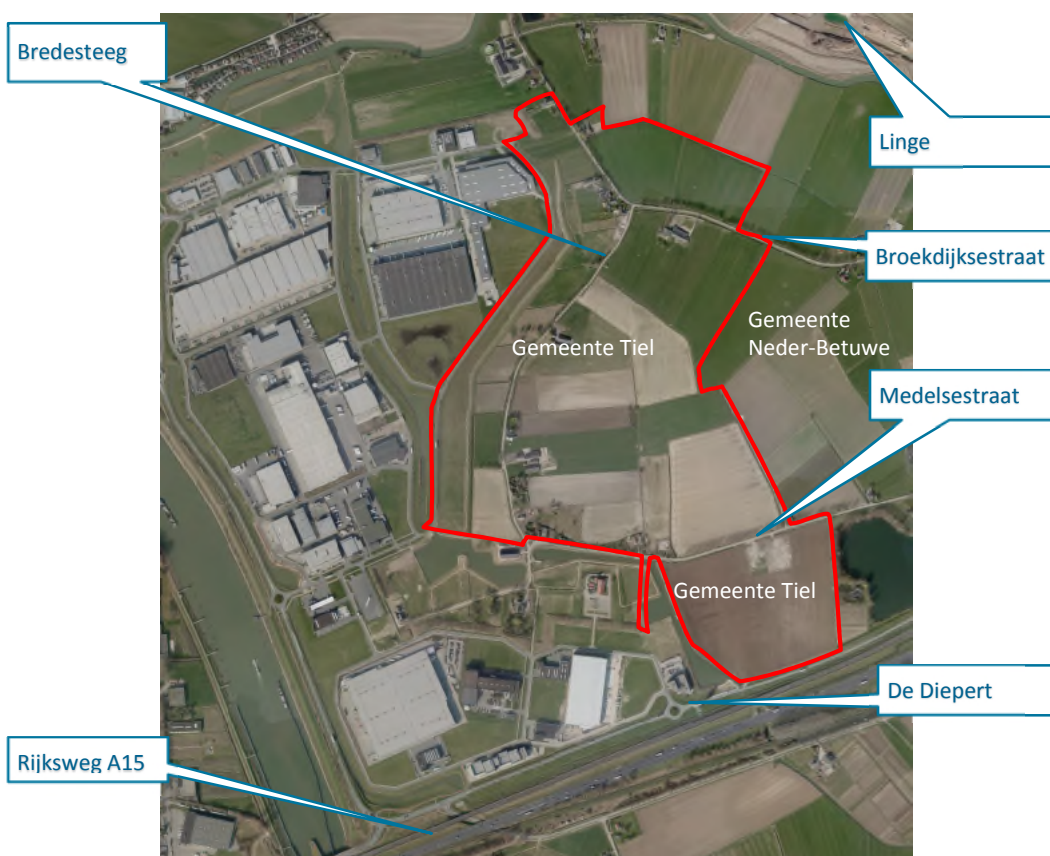 Bredesteeg
Linge
Broekdijksestraat
Gemeente
Neder-Betuwe
Gemeente Tiel
Medelsestraat
Gemeente Tiel
De Diepert
Rijksweg A15